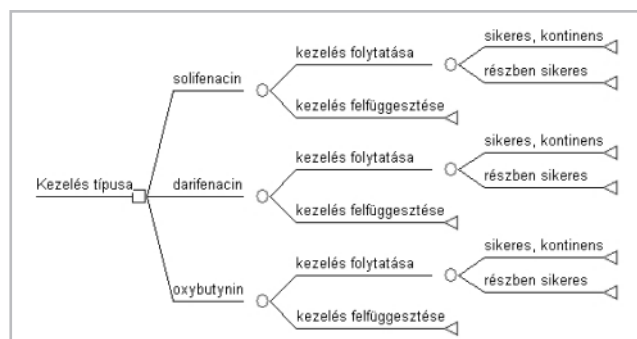 sikeres, kontinens
kezelés folytatása
részben sikeres
solifenacin
kezelés felfüggesztése
sikeres, kontinens
kezelés folytatása
részben sikeres
Kezelés típusa
darifenacin
kezelés felfüggesztése
sikeres, kontinens
kezelés folytatása
részben sikeres
oxybutynin
kezelés felfüggesztése